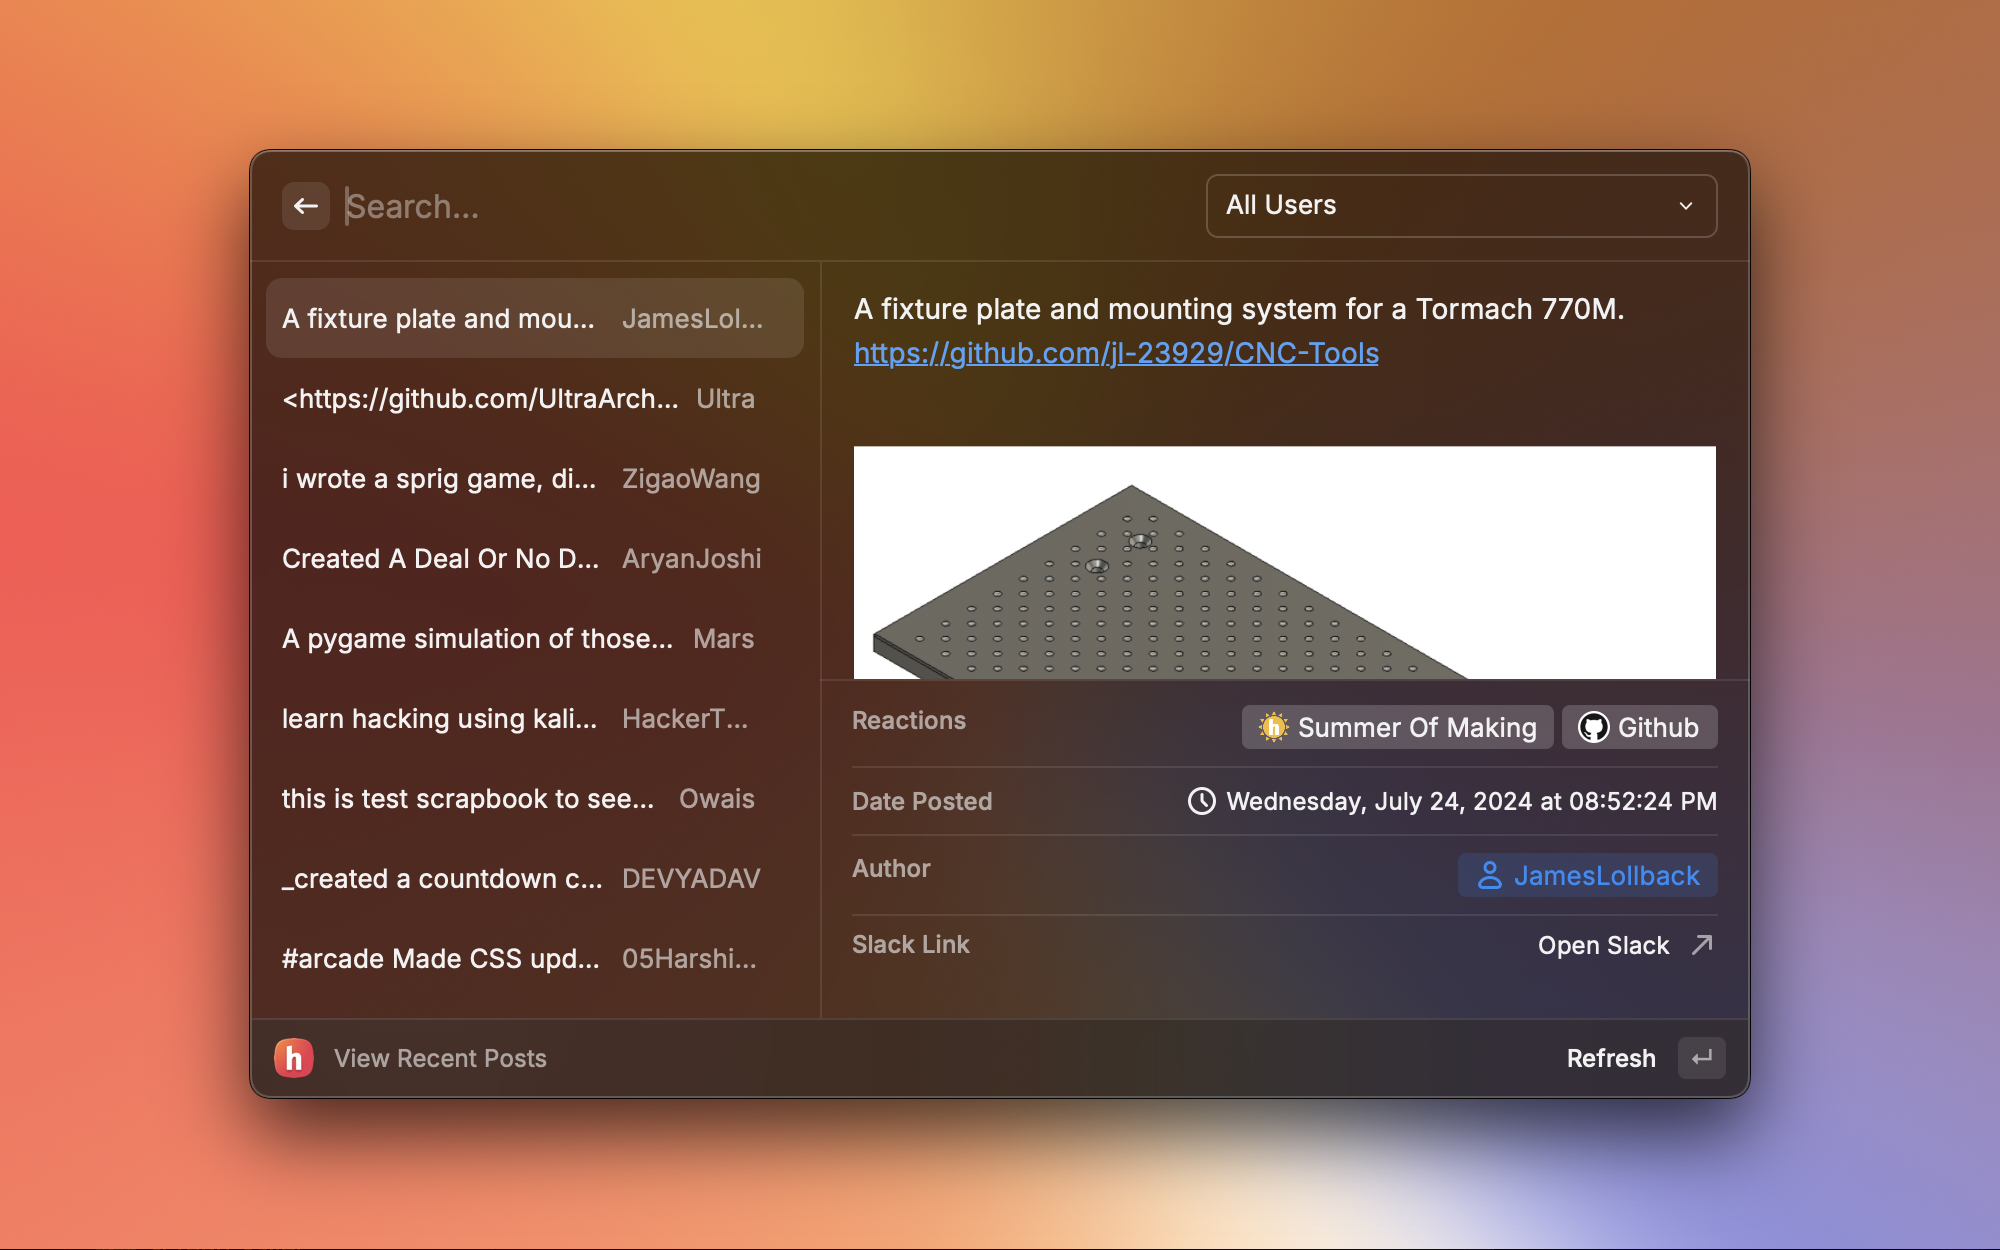 Search...
All Users
A fixture plate and mou... JamesLol...
<https://github.com/UltraArch... Ultra
i wrote a sprig game, di... ZigaoWang
Created A Deal Or No D... AryanJoshi
A pygame simulation of those... Mars
learn hacking using kali... HackerT...
this is test scrapbook to see... Owais
_created a countdown c... DEVYADAV
#arcade Made CSS upd... 05Harshi...
A fixture plate and mounting system for a Tormach 770M.
https://github.com/jl-23929/CNC-Tools
Reactions
h Summer Of Making
Github
Date Posted
Wednesday, July 24, 2024 at 08:52:24 PM
Author
JamesLollback
Slack Link
Open Slack
h View Recent Posts
Refresh